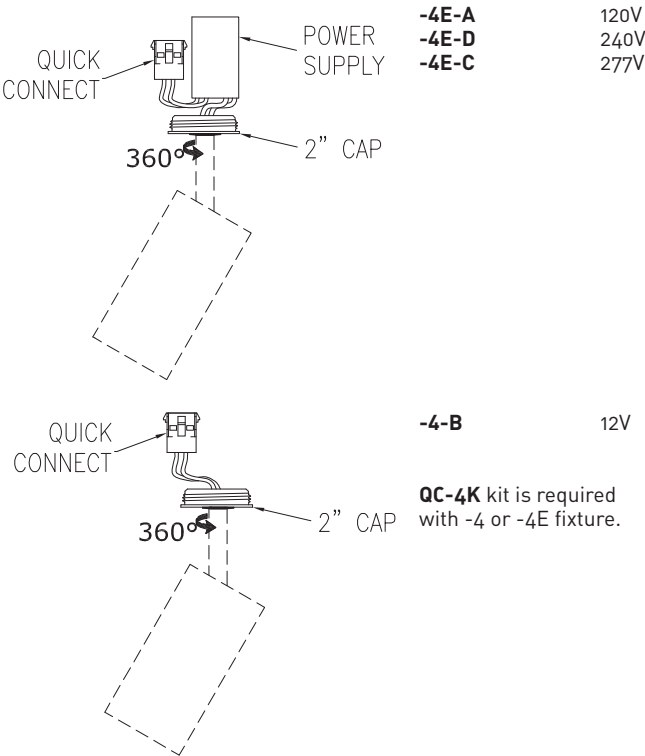 QUICK
CONNECT
POWER
SUPPLY
2” CAP
360°
-4E-A 120V
-4E-D 240V
-4E-C 277V
QUICK
CONNECT
2” CAP
360°
-4-B 12V
QC-4K kit is required
with -4 or -4E fixture.